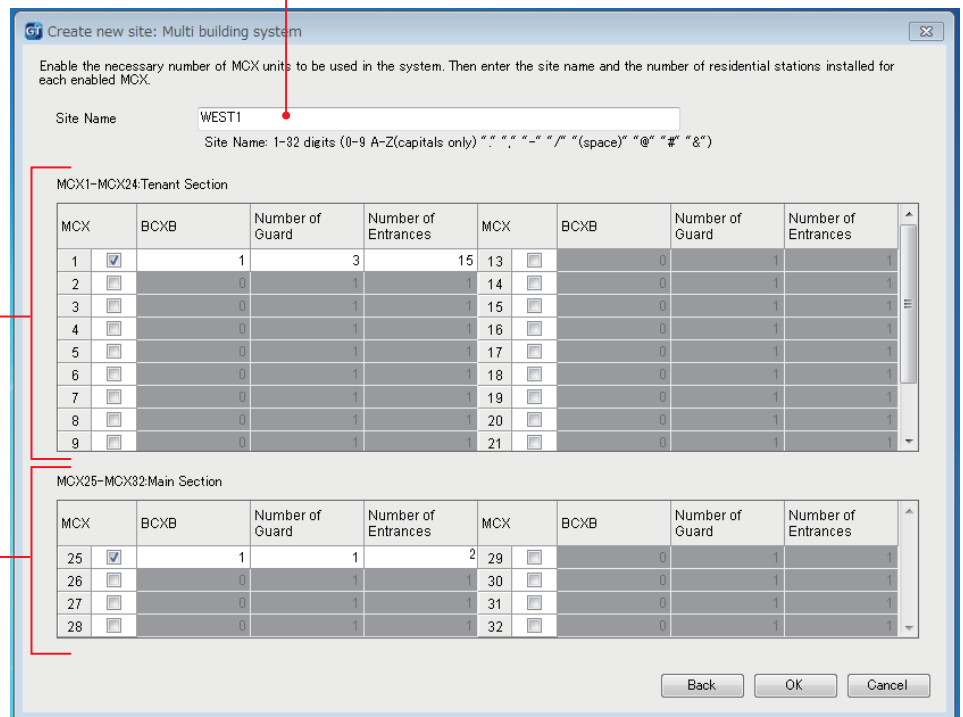 GT Create new site: Multi building system
Enable the necessary number of MCX units to be used in the system. Then enter the site name and the number of residential stations installed for
each enabled MCX.
Site Name WEST1
Site Name: 1-32 digits (0-9 A-Z(capitals only) "." "," "-" "/" "(space)" "@" "#" "&")
MCX1-MCX24:Tenant Section
MCX BCXB Number of Guard Number of Entrances MCX BCXB Number of Guard Number of Entrances
1 1 3 15 13 0 1 1
2 0 1 1 14 0 1 1
3 0 1 1 15 0 1 1
4 0 1 1 16 0 1 1
5 0 1 1 17 0 1 1
6 0 1 1 18 0 1 1
7 0 1 1 19 0 1 1
8 0 1 1 20 0 1 1
9 0 1 1 21 0 1 1
MCX25-MCX32:Main Section
MCX BCXB Number of Guard Number of Entrances MCX BCXB Number of Guard Number of Entrances
25 1 1 2 29 0 1 1
26 0 1 1 30 0 1 1
27 0 1 1 31 0 1 1
28 0 1 1 32 0 1 1
Back OK Cancel